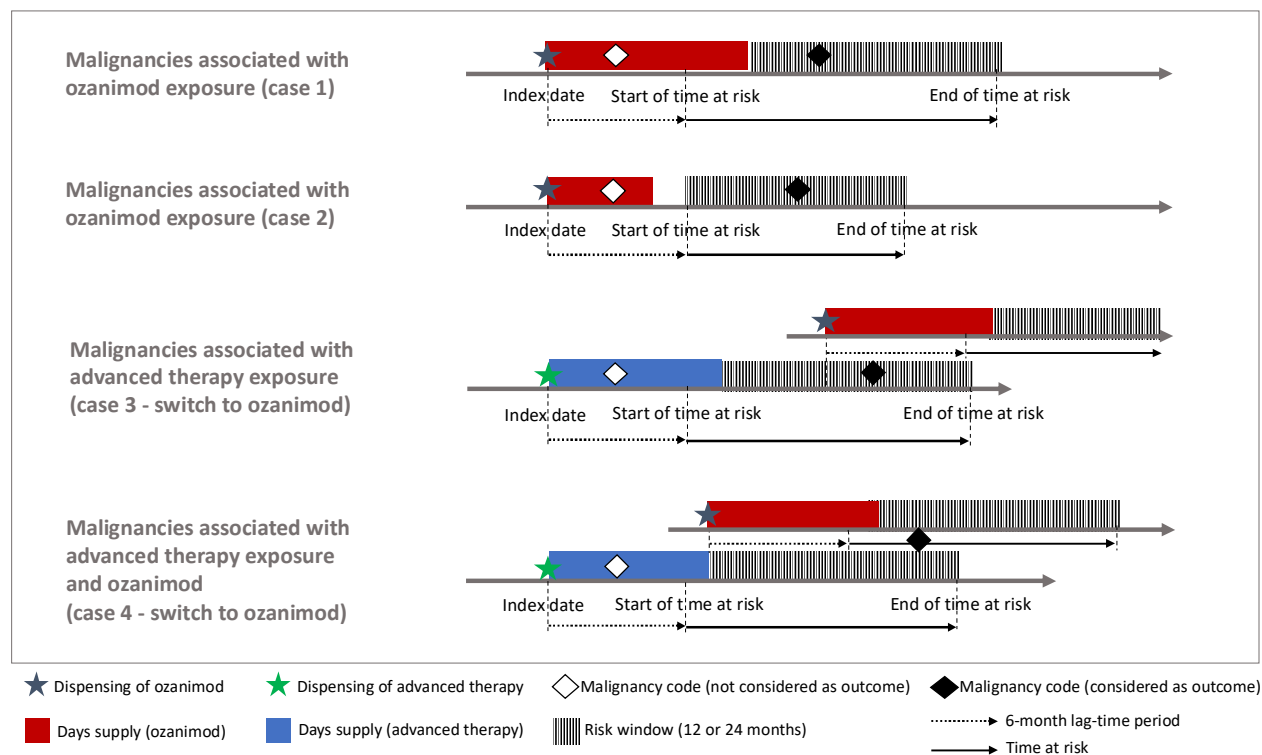 Malignancies associated with
ozanimod exposure (case 1)
Index date
Start of time at risk
End of time at risk
Malignancies associated with
ozanimod exposure (case 2)
Index date
Start of time at risk
End of time at risk
Malignancies associated with
advanced therapy exposure
(case 3 - switch to ozanimod)
Index date
Start of time at risk
End of time at risk
Malignancies associated with
advanced therapy exposure
and ozanimod
(case 4 - switch to ozanimod)
Index date
Start of time at risk
End of time at risk
Dispensing of ozanimod
Dispensing of advanced therapy
Malignancy code (not considered as outcome)
Malignancy code (considered as outcome)
Days supply (ozanimod)
Days supply (advanced therapy)
Risk window (12 or 24 months)
6-month lag-time period
Time at risk